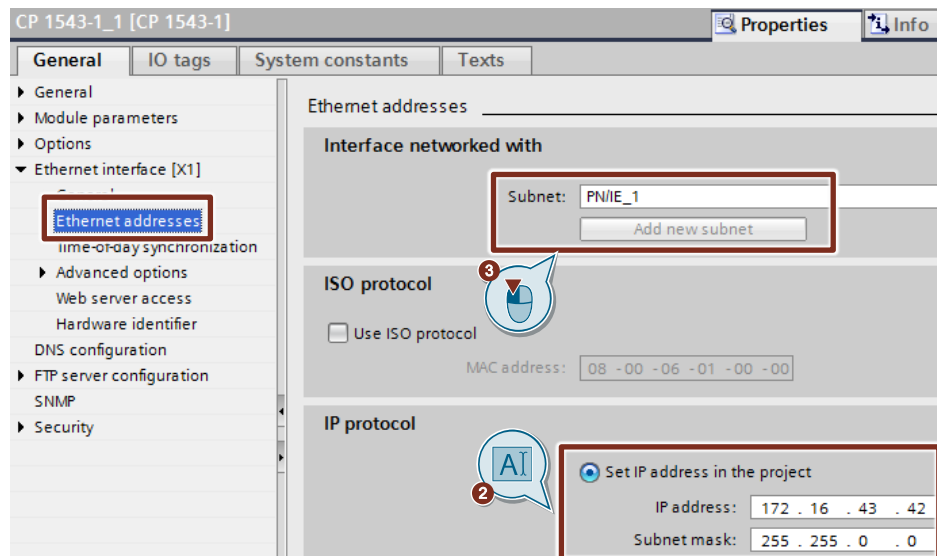 CP 1543-1_1 [CP 1543-1]
Properties
Info
General
IO tags
System constants
Texts
General
Module parameters
Options
Ethernet interface [X1]
Ethernet addresses
Time-of-day synchronization
Advanced options
Web server access
Hardware identifier
DNS configuration
FTP server configuration
SNMP
Security
Ethernet addresses
Interface networked with
Subnet: PN/IE_1
Add new subnet
3
ISO protocol
Use ISO protocol
MAC address: 08 -00 -06 -01 -00 -00
IP protocol
AI
2
Set IP address in the project
IP address: 172 . 16 . 43 . 42
Subnet mask: 255 . 255 . 0 . 0